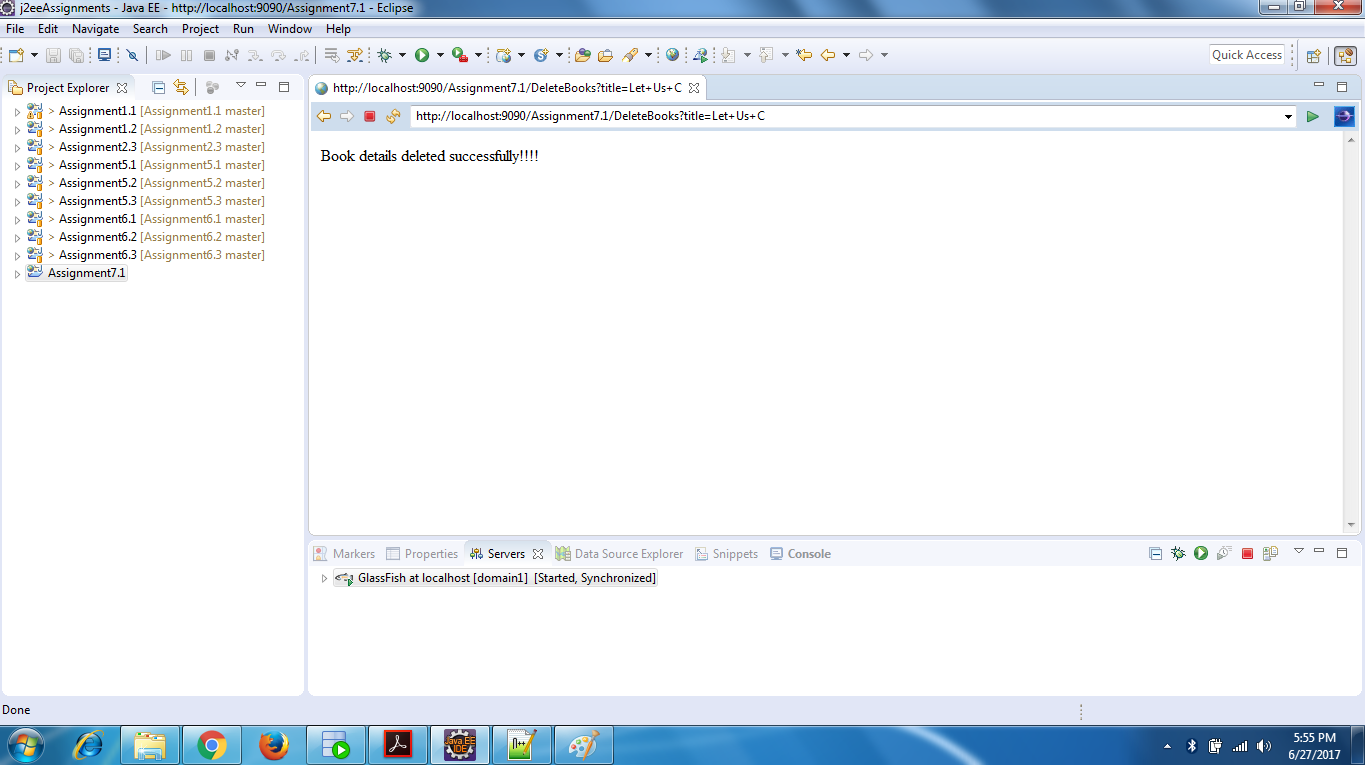 j2eeAssignments - Java EE - http://localhost:9090/Assignment7.1 - Eclipse
File Edit Navigate Search Project Run Window Help
Quick Access
Project Explorer
http://localhost:9090/Assignment7.1/DeleteBooks?title=Let+Us+C
http://localhost:9090/Assignment7.1/DeleteBooks?title=Let+Us+C
> Assignment1.1 [Assignment1.1 master]
> Assignment1.2 [Assignment1.2 master]
> Assignment2.3 [Assignment2.3 master]
> Assignment5.1 [Assignment5.1 master]
> Assignment5.2 [Assignment5.2 master]
> Assignment5.3 [Assignment5.3 master]
> Assignment6.1 [Assignment6.1 master]
> Assignment6.2 [Assignment6.2 master]
> Assignment6.3 [Assignment6.3 master]
Assignment7.1
Book details deleted successfully!!!!
Markers Properties Servers Data Source Explorer Snippets Console
GlassFish at localhost [domain1] [Started, Synchronized]
Done
Java EE
IDE
5:55 PM
6/27/2017